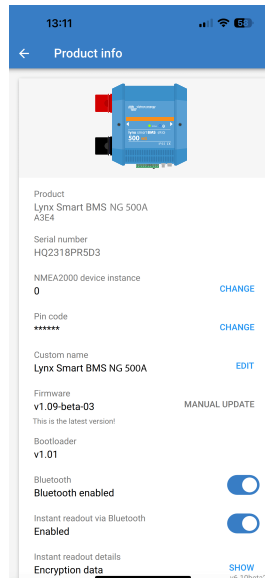 13:11
Product info
500
Product
Lynx Smart BMS NG 500A
A3E4
Serial number
HQ2318PR5D3
NMEA2000 device instance
0
CHANGE
Pin code
******
CHANGE
Custom name
Lynx Smart BMS NG 500A
EDIT
Firmware
v1.09-beta-03
MANUAL UPDATE
This is the latest version!
Bootloader
v1.01
Bluetooth
Bluetooth enabled
Instant readout via Bluetooth
Enabled
Instant readout details
Encryption data
SHOW